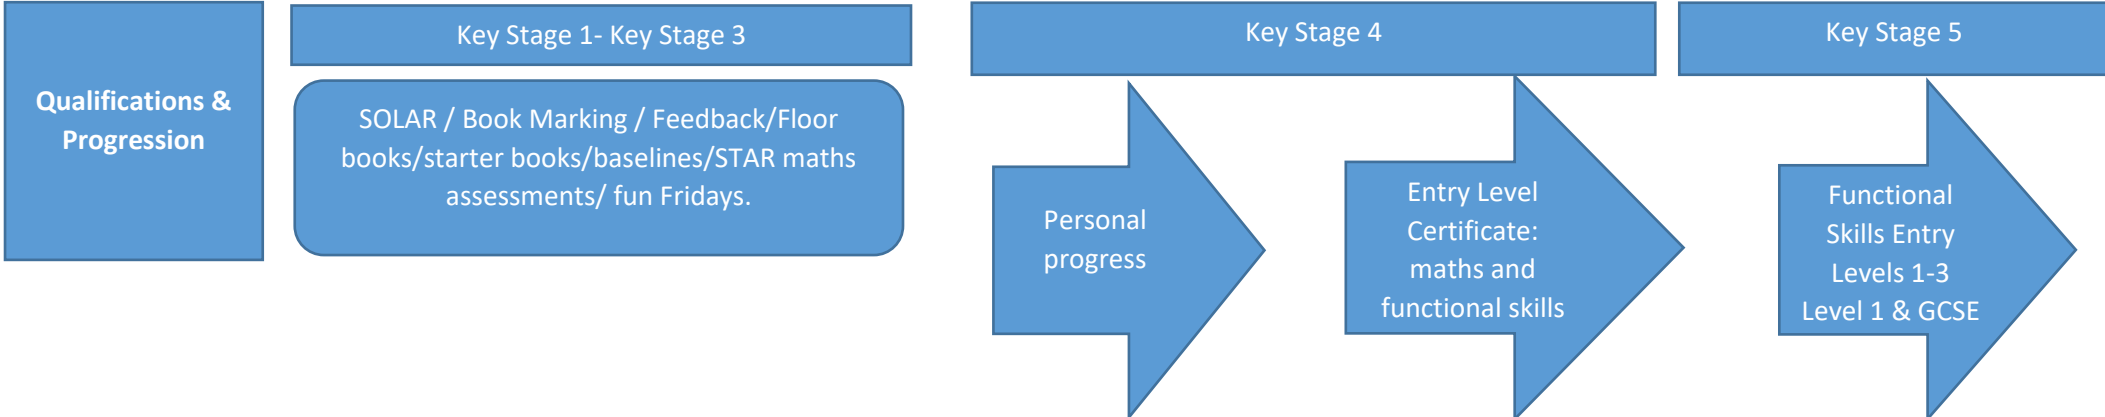 Qualifications &
Progression
Key Stage 1- Key Stage 3
SOLAR / Book Marking / Feedback/Floor
books/starter books/baselines/STAR maths
assessments/ fun Fridays.
Key Stage 4
Personal
progress
Entry Level
Certificate:
maths and
functional skills
Key Stage 5
Functional
Skills Entry
Levels 1-3
Level 1 & GCSE